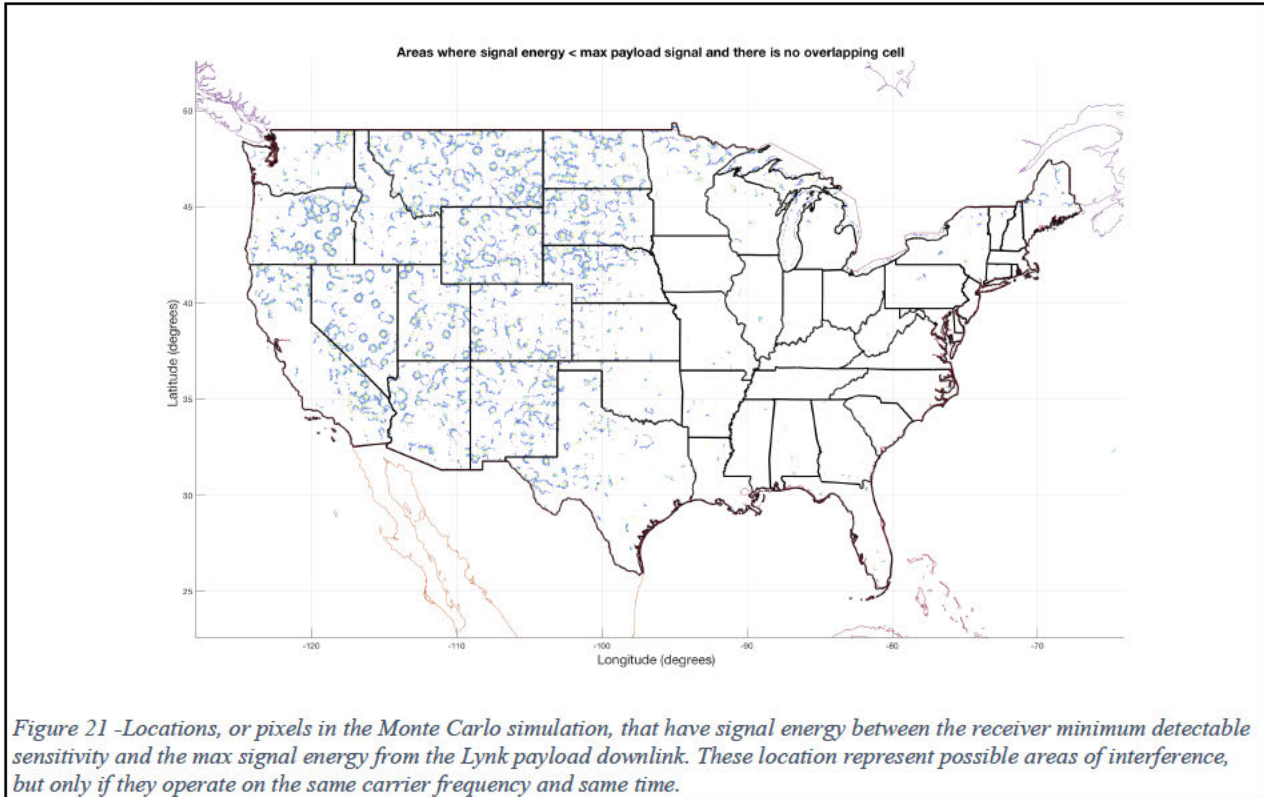 Areas where signal energy < max payload signal and there is no overlapping cell
50
45
40
35
30
25
Latitude (degrees)
-120 -110 -100 -90 -80 -70
Longitude (degrees)
Figure 21 -Locations, or pixels in the Monte Carlo simulation, that have signal energy between the receiver minimum detectable
sensitivity and the max signal energy from the Lynk payload downlink. These location represent possible areas of interference,
but only if they operate on the same carrier frequency and same time.